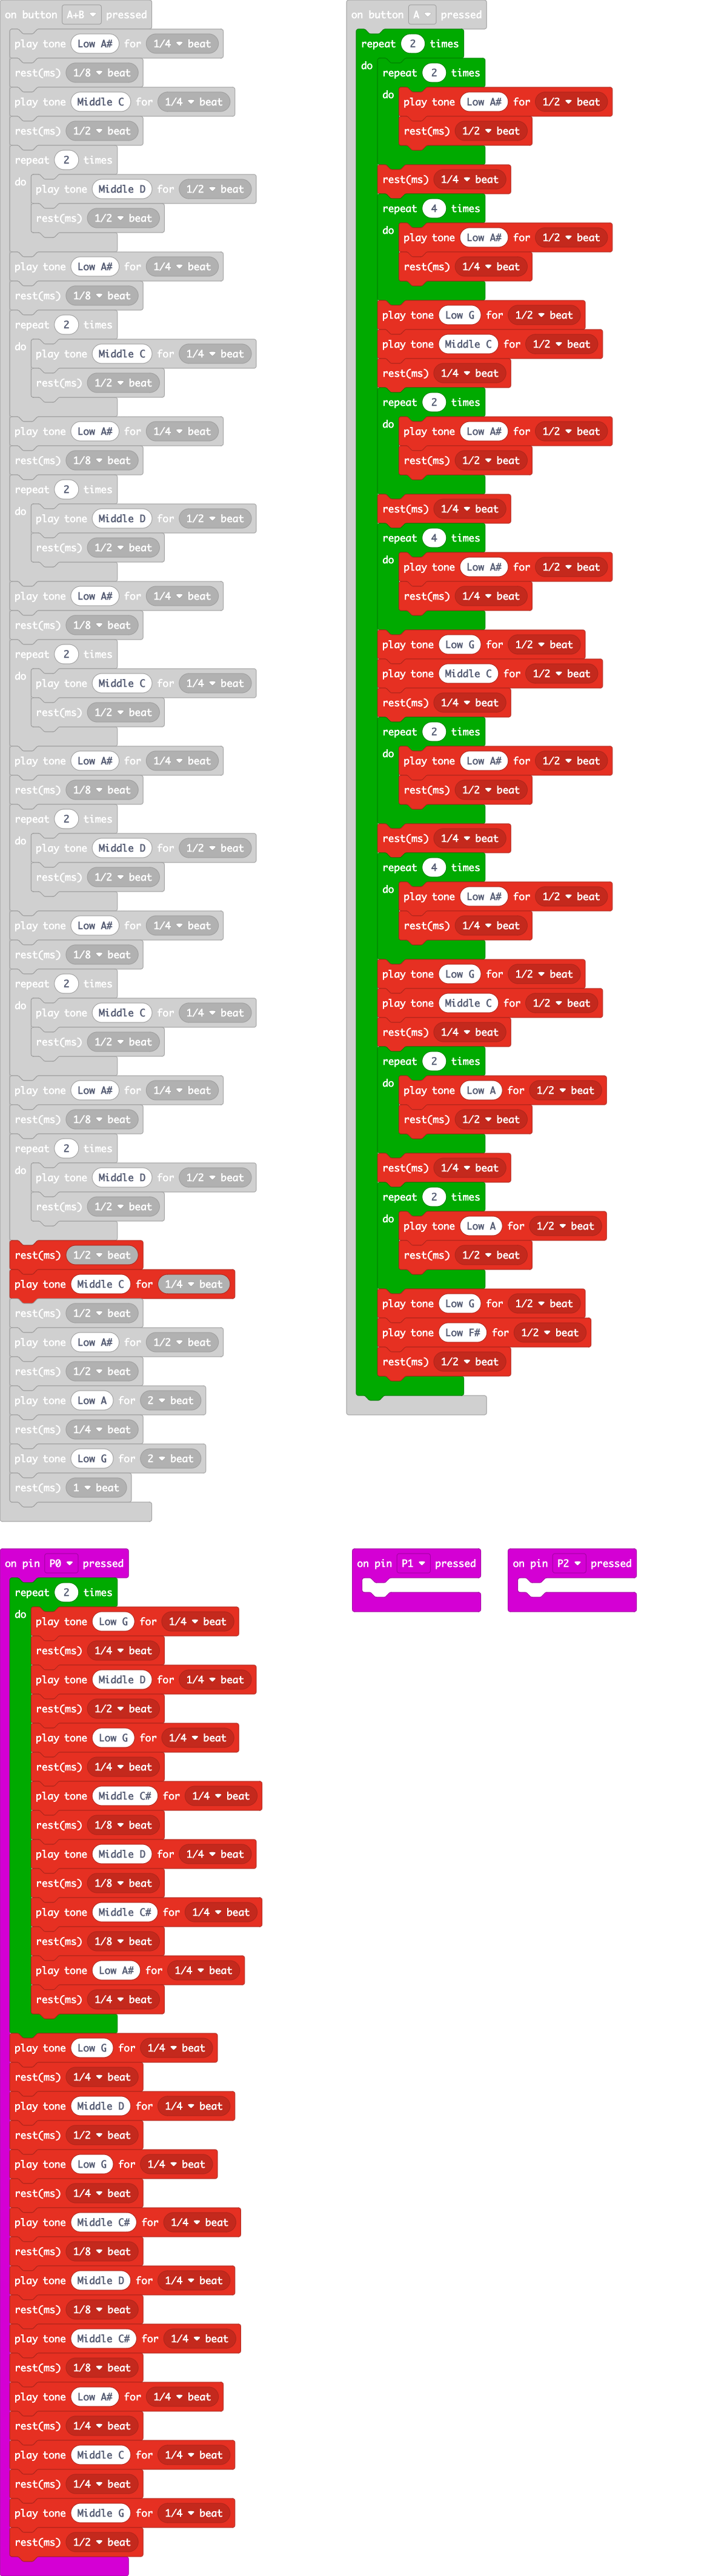 on button A+B pressed
play tone Low A# for 1/4 beat
rest(ms) 1/8 beat
play tone Middle C for 1/4 beat
rest(ms) 1/2 beat
repeat 2 times
do play tone Middle D for 1/2 beat
rest(ms) 1/2 beat
play tone Low A# for 1/4 beat
rest(ms) 1/8 beat
repeat 2 times
do play tone Middle C for 1/4 beat
rest(ms) 1/2 beat
play tone Low A# for 1/4 beat
rest(ms) 1/8 beat
repeat 2 times
do play tone Middle D for 1/2 beat
rest(ms) 1/2 beat
play tone Low A# for 1/4 beat
rest(ms) 1/8 beat
repeat 2 times
do play tone Middle C for 1/4 beat
rest(ms) 1/2 beat
play tone Low A# for 1/4 beat
rest(ms) 1/8 beat
repeat 2 times
do play tone Middle D for 1/2 beat
rest(ms) 1/2 beat
play tone Low A# for 1/4 beat
rest(ms) 1/8 beat
repeat 2 times
do play tone Middle C for 1/4 beat
rest(ms) 1/2 beat
play tone Low A# for 1/4 beat
rest(ms) 1/8 beat
repeat 2 times
do play tone Middle D for 1/2 beat
rest(ms) 1/2 beat
rest(ms) 1/2 beat
play tone Middle C for 1/4 beat
rest(ms) 1/2 beat
play tone Low A# for 1/2 beat
rest(ms) 1/2 beat
play tone Low A for 2 beat
rest(ms) 1/4 beat
play tone Low G for 2 beat
rest(ms) 1 beat
on button A pressed
repeat 2 times
do repeat 2 times
do play tone Low A# for 1/2 beat
rest(ms) 1/2 beat
rest(ms) 1/4 beat
repeat 4 times
do play tone Low A# for 1/2 beat
rest(ms) 1/4 beat
play tone Low G for 1/2 beat
play tone Middle C for 1/2 beat
rest(ms) 1/4 beat
repeat 2 times
do play tone Low A# for 1/2 beat
rest(ms) 1/2 beat
rest(ms) 1/4 beat
repeat 4 times
do play tone Low A# for 1/2 beat
rest(ms) 1/4 beat
play tone Low G for 1/2 beat
play tone Middle C for 1/2 beat
rest(ms) 1/4 beat
repeat 2 times
do play tone Low A# for 1/2 beat
rest(ms) 1/2 beat
rest(ms) 1/4 beat
repeat 4 times
do play tone Low A# for 1/2 beat
rest(ms) 1/4 beat
play tone Low G for 1/2 beat
play tone Middle C for 1/2 beat
rest(ms) 1/4 beat
repeat 2 times
do play tone Low A for 1/2 beat
rest(ms) 1/2 beat
rest(ms) 1/4 beat
repeat 2 times
do play tone Low A for 1/2 beat
rest(ms) 1/2 beat
play tone Low G for 1/2 beat
play tone Low F# for 1/2 beat
rest(ms) 1/2 beat
on pin P0 pressed
repeat 2 times
do play tone Low G for 1/4 beat
rest(ms) 1/4 beat
play tone Middle D for 1/4 beat
rest(ms) 1/2 beat
play tone Low G for 1/4 beat
rest(ms) 1/4 beat
play tone Middle C# for 1/4 beat
rest(ms) 1/8 beat
play tone Middle D for 1/4 beat
rest(ms) 1/8 beat
play tone Middle C# for 1/4 beat
rest(ms) 1/8 beat
play tone Low A# for 1/4 beat
rest(ms) 1/4 beat
play tone Low G for 1/4 beat
rest(ms) 1/4 beat
play tone Middle D for 1/4 beat
rest(ms) 1/2 beat
play tone Low G for 1/4 beat
rest(ms) 1/4 beat
play tone Middle C# for 1/4 beat
rest(ms) 1/8 beat
play tone Middle D for 1/4 beat
rest(ms) 1/8 beat
play tone Middle C# for 1/4 beat
rest(ms) 1/8 beat
play tone Low A# for 1/4 beat
rest(ms) 1/4 beat
play tone Middle C for 1/4 beat
rest(ms) 1/4 beat
play tone Middle G for 1/4 beat
rest(ms) 1/2 beat
on pin P1 pressed
on pin P2 pressed